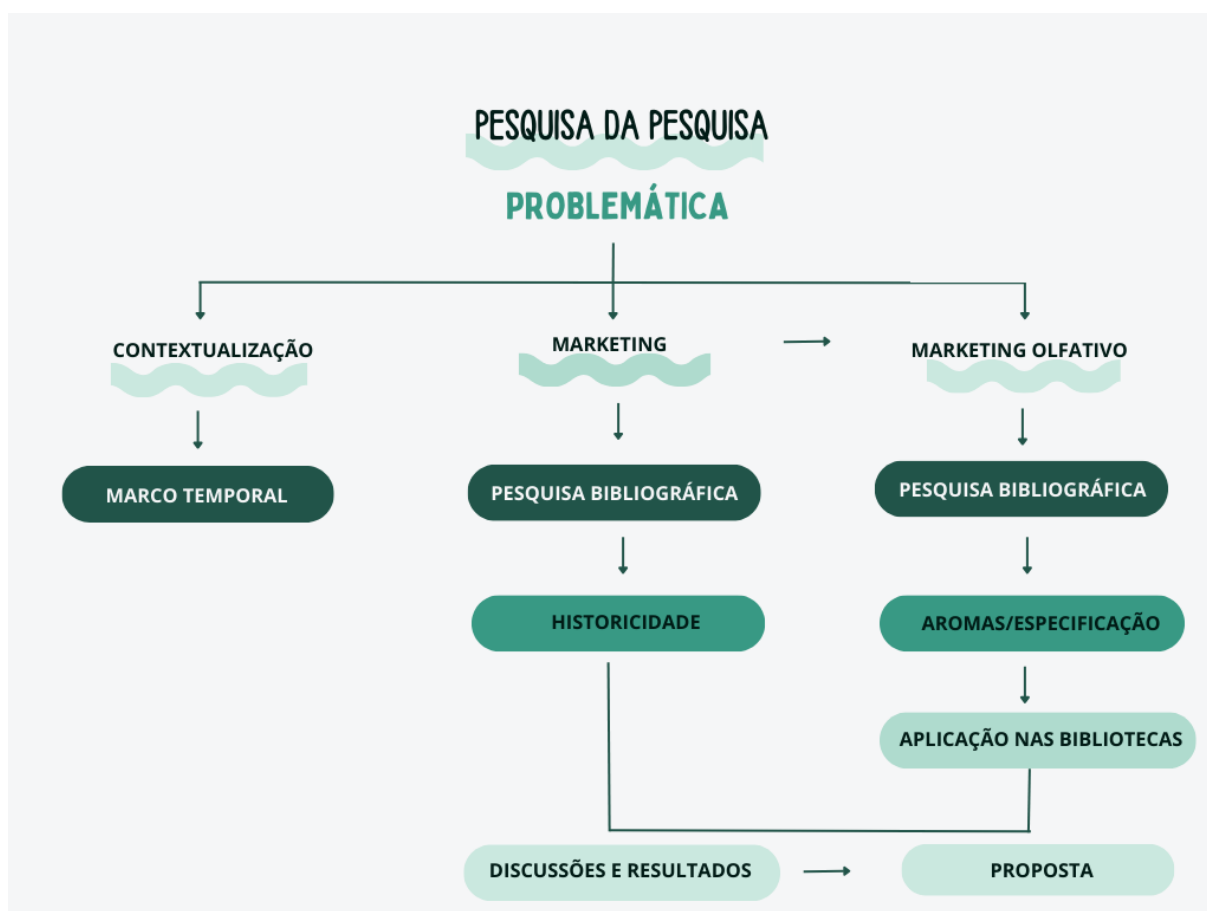 PESQUISA DA PESQUISA
PROBLEMÁTICA
CONTEXTUALIZAÇÃO
MARKETING
MARKETING OLFATIVO
MARCO TEMPORAL
PESQUISA BIBLIOGRÁFICA
PESQUISA BIBLIOGRÁFICA
HISTORICIDADE
AROMAS/ESPECIFICAÇÃO
APLICAÇÃO NAS BIBLIOTECAS
DISCUSSÕES E RESULTADOS
PROPOSTA